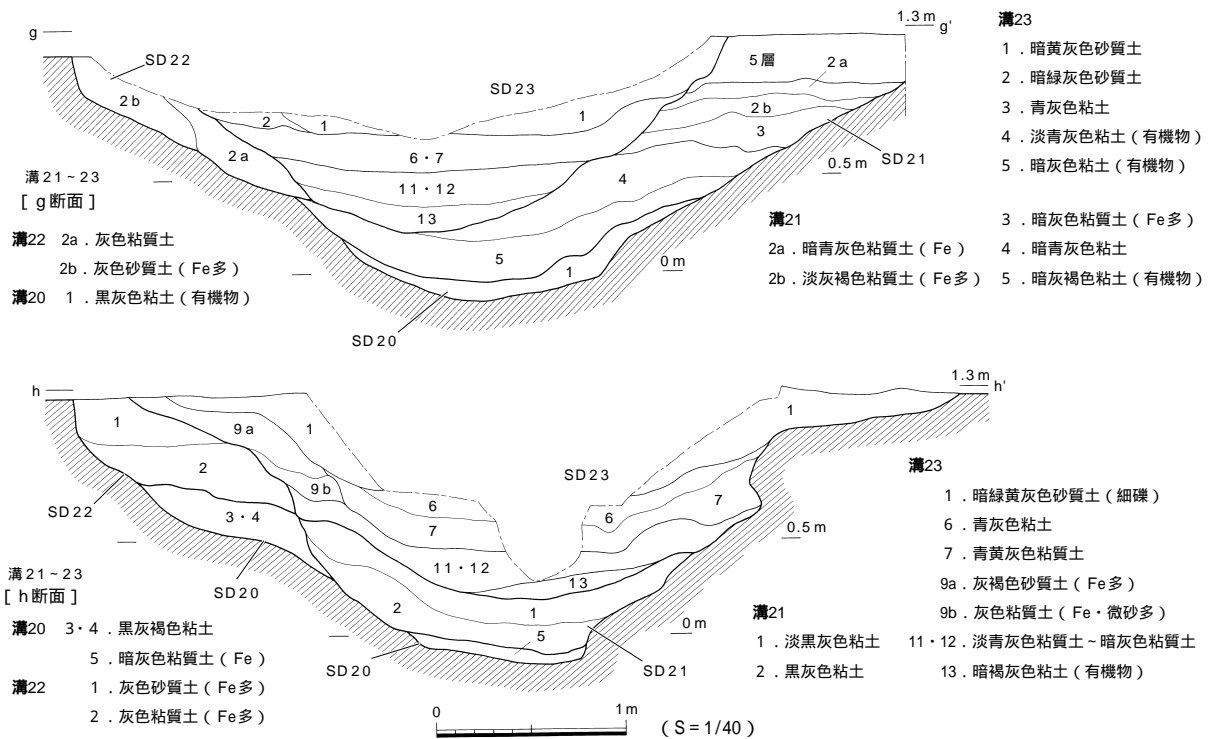 g
1.3 m
g'
SD22
SD23
5層
2a
2b
2
1
1
2b
3
6・7
2a
11・12
4
SD21
0.5 m
13
5
1
0 m
SD20
溝21~23
[ g断面 ]
溝22 2a．灰色粘質土
2b．灰色砂質土（Fe多）
溝20 1．黒灰色粘土（有機物）
溝23
1．暗黄灰色砂質土
2．暗緑灰色砂質土
3．青灰色粘土
4．淡青灰色粘土（有機物）
5．暗灰色粘土（有機物）
溝21
2a．暗青灰色粘質土（Fe）
2b．淡灰褐色粘質土（Fe多）
3．暗灰色粘質土（Fe多）
4．暗青灰色粘土
5．暗灰褐色粘質土（有機物）
h
1.3 m
h'
1
9a
1
1
2
9b
SD23
6
6
7
SD22
3・4
7
0.5 m
11・12
13
SD20
2
1
5
0 m
SD20
SD21
溝21~23
[ h断面 ]
溝20 3・4．黒灰褐色粘土
5．暗灰色粘質土（Fe）
溝22 1．灰色砂質土（Fe多）
2．灰色粘質土（Fe多）
溝21
1．淡黒灰色粘土
2．黒灰色粘土
溝23
1．暗緑黄灰色砂質土（細礫）
6．青灰色粘土
7．青黄灰色粘質土
9a．灰褐色砂質土（Fe多）
9b．灰色粘質土（Fe・微砂多）
11・12．淡青灰色粘質土~暗灰色粘質土
13．暗褐灰色粘土（有機物）
0 1m
（S=1/40）